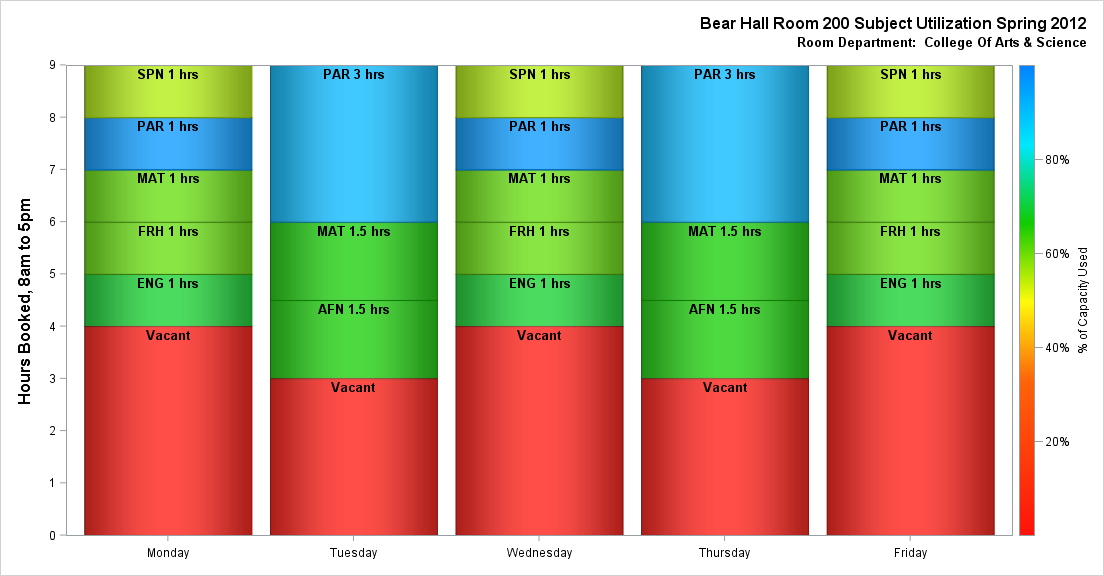 Bear Hall Room 200 Subject Utilization Spring 2012
Room Department:  College Of Arts & Science
Hours Booked, 8am to 5pm
9
8
7
6
5
4
3
2
1
0
SPN 1 hrs
PAR 1 hrs
MAT 1 hrs
FRH 1 hrs
ENG 1 hrs
Vacant
Monday
PAR 3 hrs
MAT 1.5 hrs
AFN 1.5 hrs
Vacant
Tuesday
SPN 1 hrs
PAR 1 hrs
MAT 1 hrs
FRH 1 hrs
ENG 1 hrs
Vacant
Wednesday
PAR 3 hrs
MAT 1.5 hrs
AFN 1.5 hrs
Vacant
Thursday
SPN 1 hrs
PAR 1 hrs
MAT 1 hrs
FRH 1 hrs
ENG 1 hrs
Vacant
Friday
80%
60%
40%
20%
% of Capacity Used